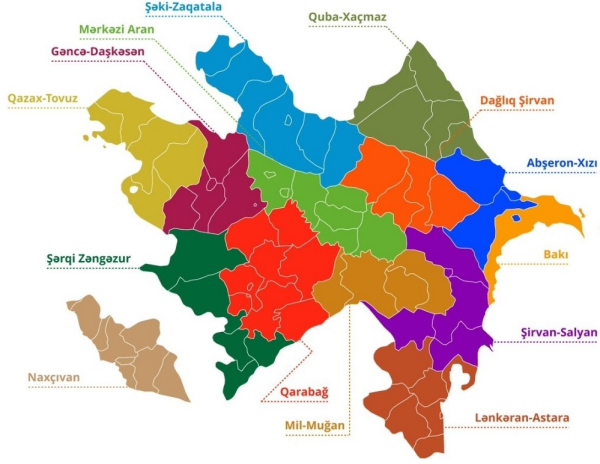 Şəki-Zaqatala
Quba-Xaçmaz
Mərkəzi Aran
Gəncə-Daşkəsən
Qazax-Tovuz
Dağlıq Şirvan
Abşeron-Xızı
Şərqi Zəngəzur
Bakı
Şirvan-Salyan
Naxçıvan
Qarabağ
Lənkəran-Astara
Mil-Muğan